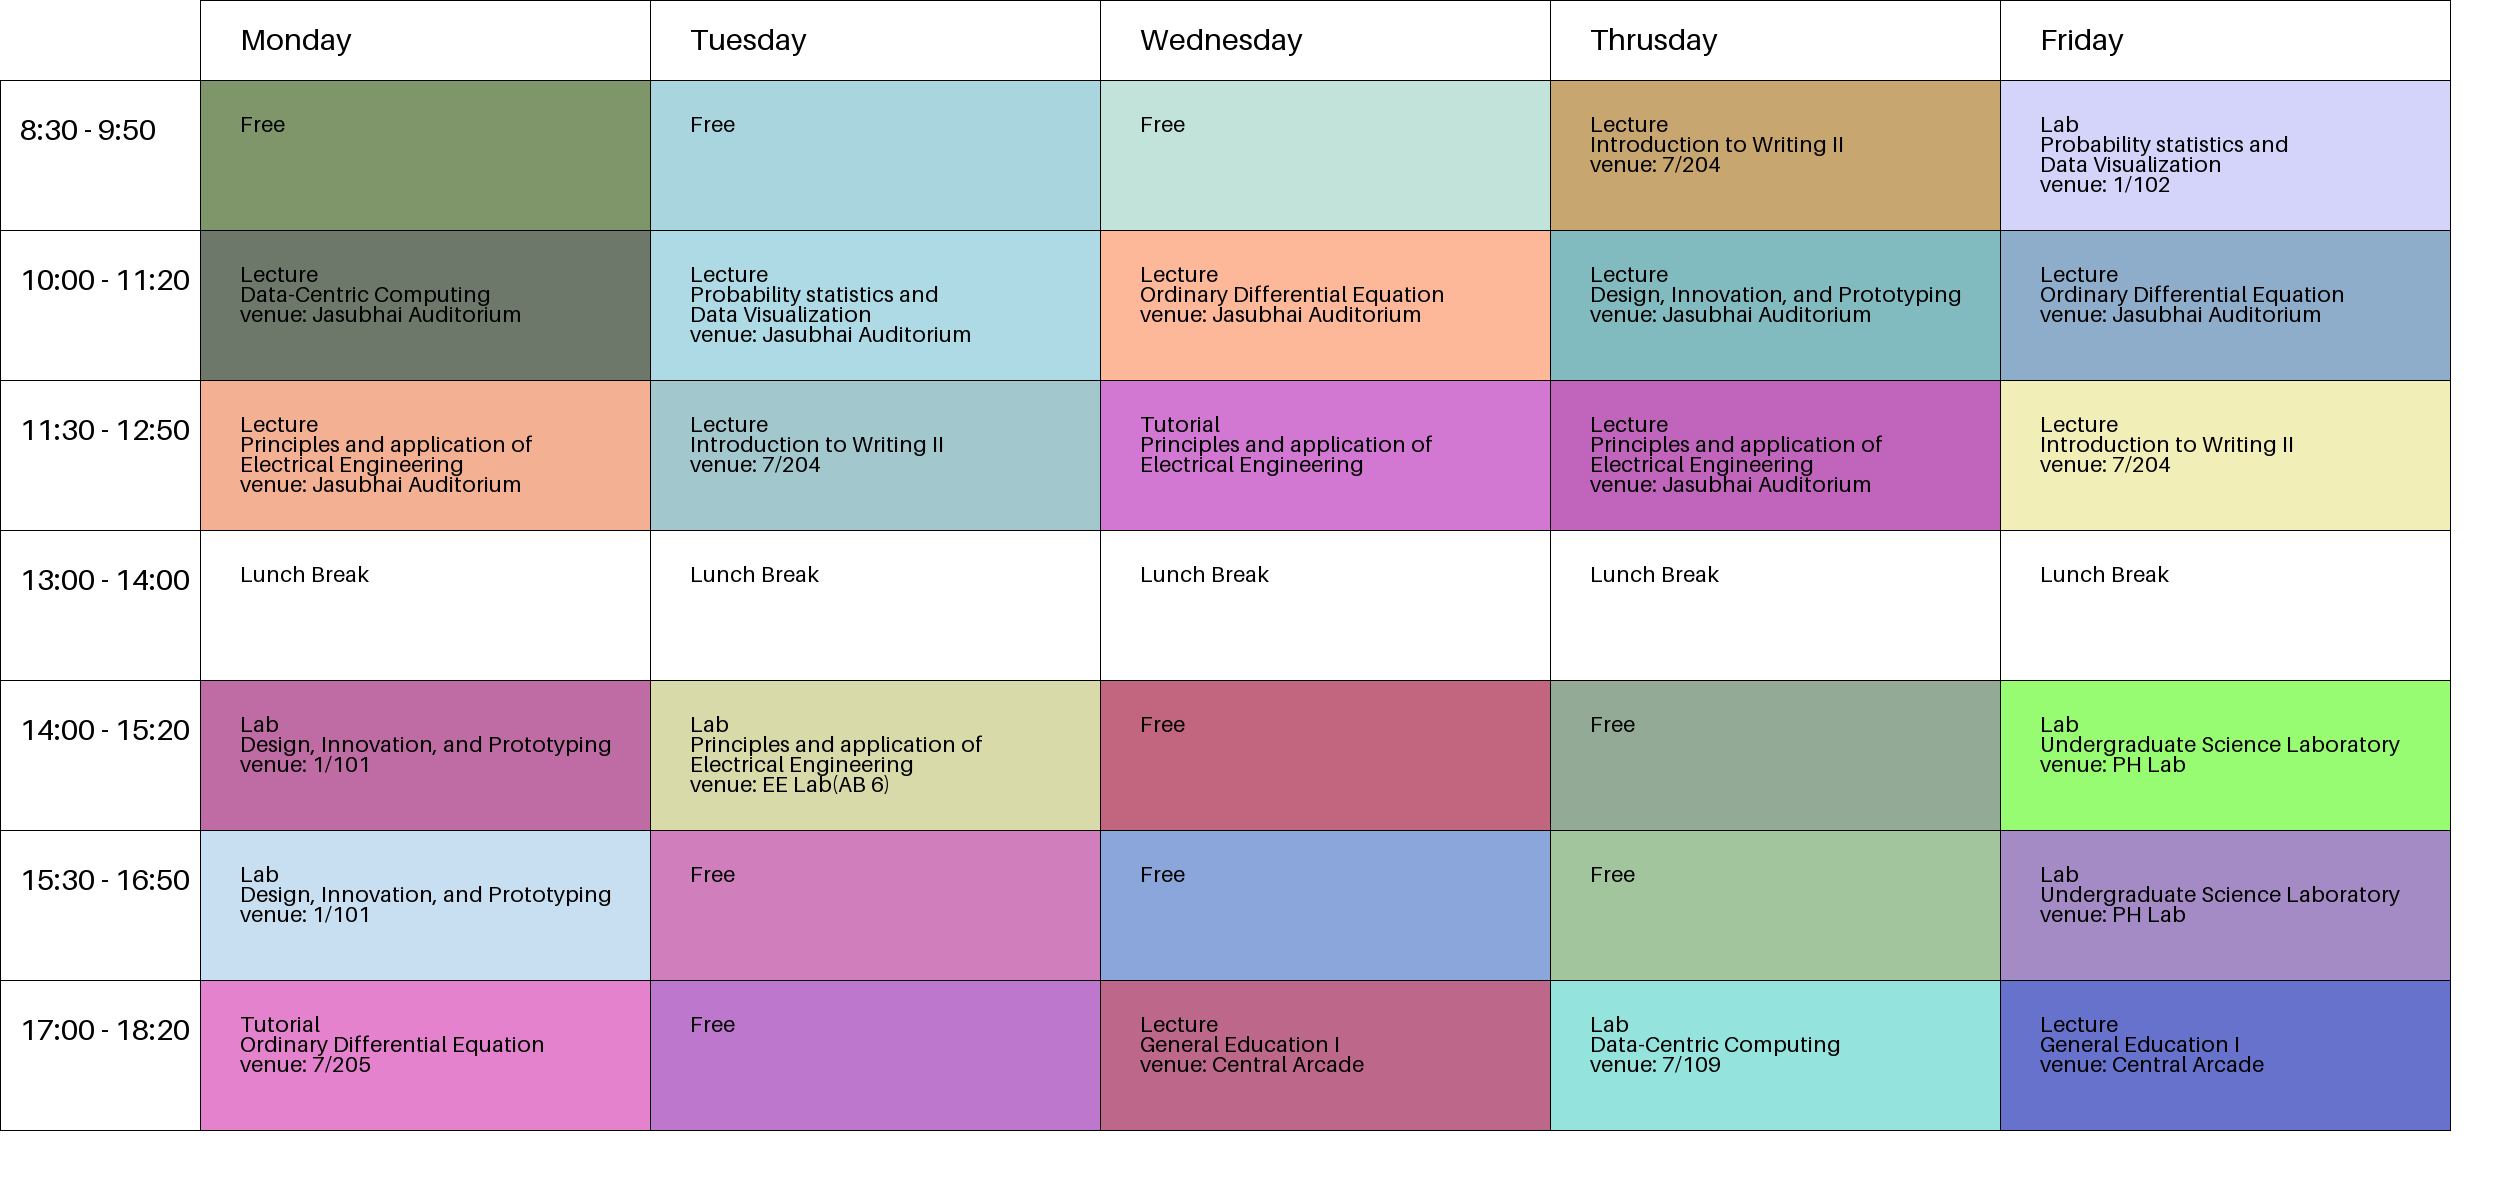 Monday
Tuesday
Wednesday
Thrusday
Friday
8:30 - 9:50
Free
Free
Free
Lecture
Introduction to Writing II
venue: 7/204
Lab
Probability statistics and
Data Visualization
venue: 1/102
10:00 - 11:20
Lecture
Data-Centric Computing
venue: Jasubhai Auditorium
Lecture
Probability statistics and
Data Visualization
venue: Jasubhai Auditorium
Lecture
Ordinary Differential Equation
venue: Jasubhai Auditorium
Lecture
Design, Innovation, and Prototyping
venue: Jasubhai Auditorium
Lecture
Ordinary Differential Equation
venue: Jasubhai Auditorium
11:30 - 12:50
Lecture
Principles and application of
Electrical Engineering
venue: Jasubhai Auditorium
Lecture
Introduction to Writing II
venue: 7/204
Tutorial
Principles and application of
Electrical Engineering
Lecture
Principles and application of
Electrical Engineering
venue: Jasubhai Auditorium
Lecture
Introduction to Writing II
venue: 7/204
13:00 - 14:00
Lunch Break
Lunch Break
Lunch Break
Lunch Break
Lunch Break
14:00 - 15:20
Lab
Design, Innovation, and Prototyping
venue: 1/101
Lab
Principles and application of
Electrical Engineering
venue: EE Lab(AB 6)
Free
Free
Lab
Undergraduate Science Laboratory
venue: PH Lab
15:30 - 16:50
Lab
Design, Innovation, and Prototyping
venue: 1/101
Free
Free
Free
Lab
Undergraduate Science Laboratory
venue: PH Lab
17:00 - 18:20
Tutorial
Ordinary Differential Equation
venue: 7/205
Free
Lecture
General Education I
venue: Central Arcade
Lab
Data-Centric Computing
venue: 7/109
Lecture
General Education I
venue: Central Arcade